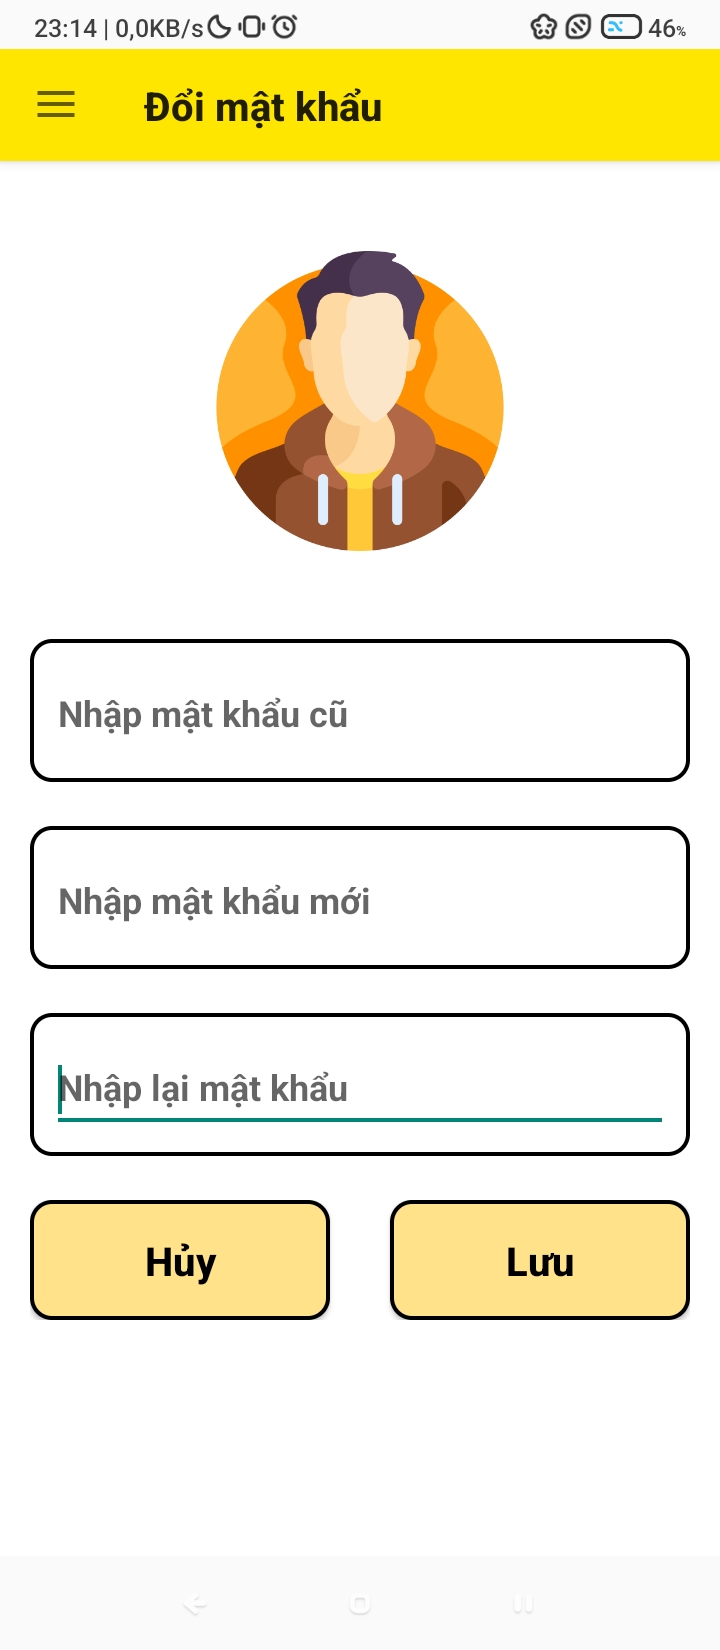 23:14 | 0,0KB/s 46%
Đổi mật khẩu
Nhập mật khẩu cũ
Nhập mật khẩu mới
Nhập lại mật khẩu
Hủy Lưu